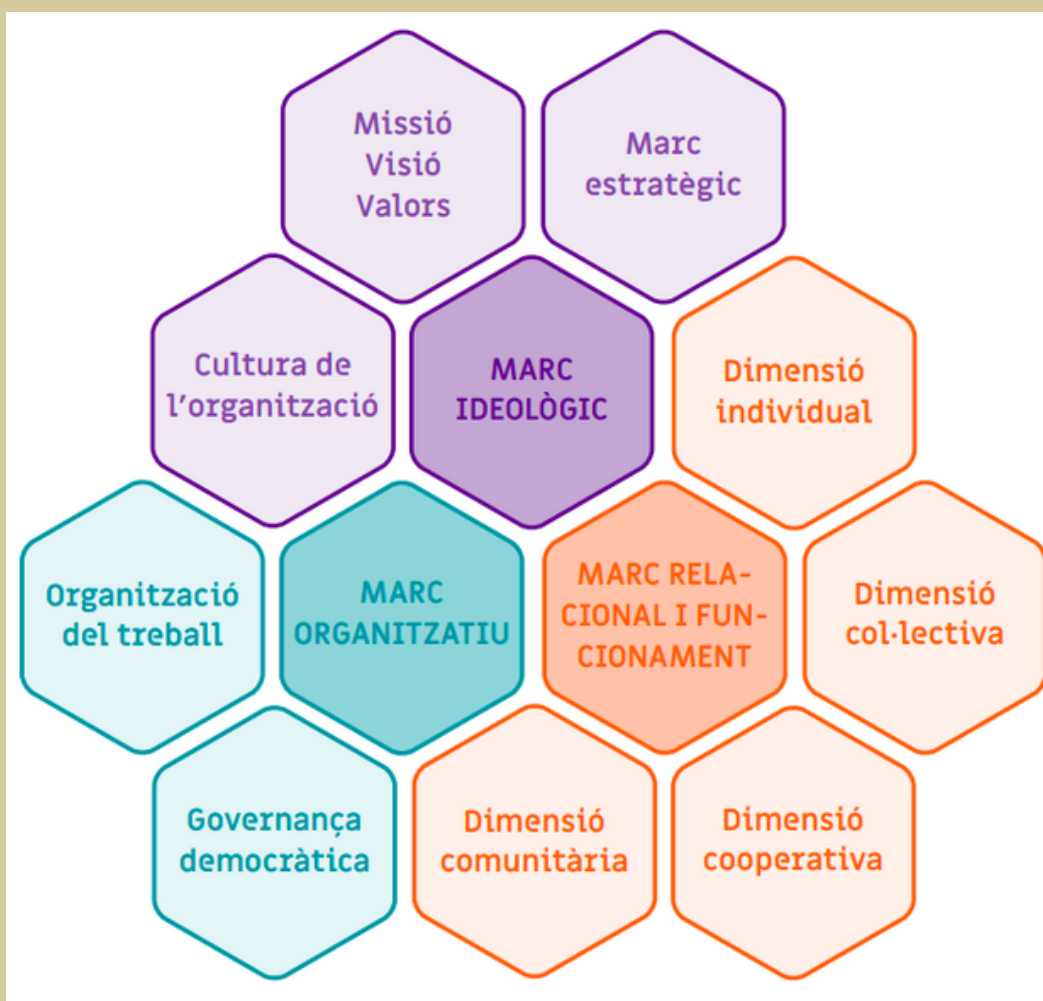 Missió
Visió
Valors
Marc
estratègic
Cultura de
l'organització
MARC
IDEOLÒGIC
Dimensió
individual
Organització
del treball
MARC
ORGANITZATIU
MARC RELA-
CIONAL I FUN-
CIONAMENT
Dimensió
col·lectiva
Governança
democràtica
Dimensió
comunitària
Dimensió
cooperativa